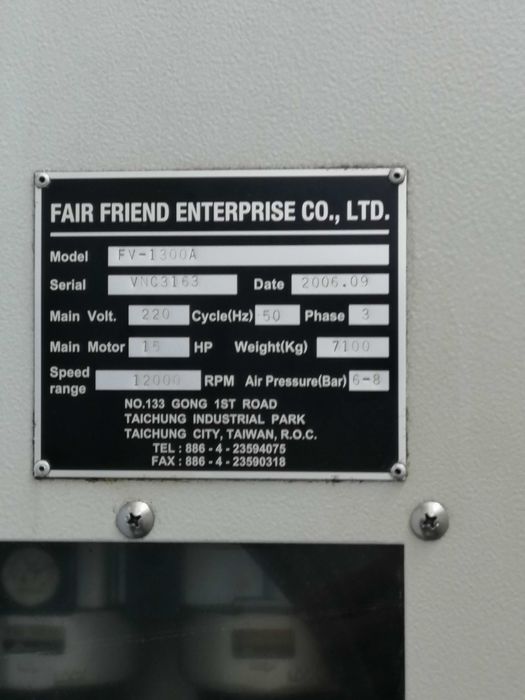 FAIR FRIEND ENTERPRISE CO., LTD.
Model FV-1300A
Serial VNC3163 Date 2006.09
Main Volt. 220 Cycle(Hz) 50 Phase 3
Main Motor 15 HP Weight(Kg) 7100
Speed range 12000 RPM Air Pressure(Bar) 6-8
NO.133 GONG 1ST ROAD
TAICHUNG INDUSTRIAL PARK
TAICHUNG CITY, TAIWAN, R.O.C.
TEL : 886 - 4 - 23594075
FAX : 886 - 4 - 23590318